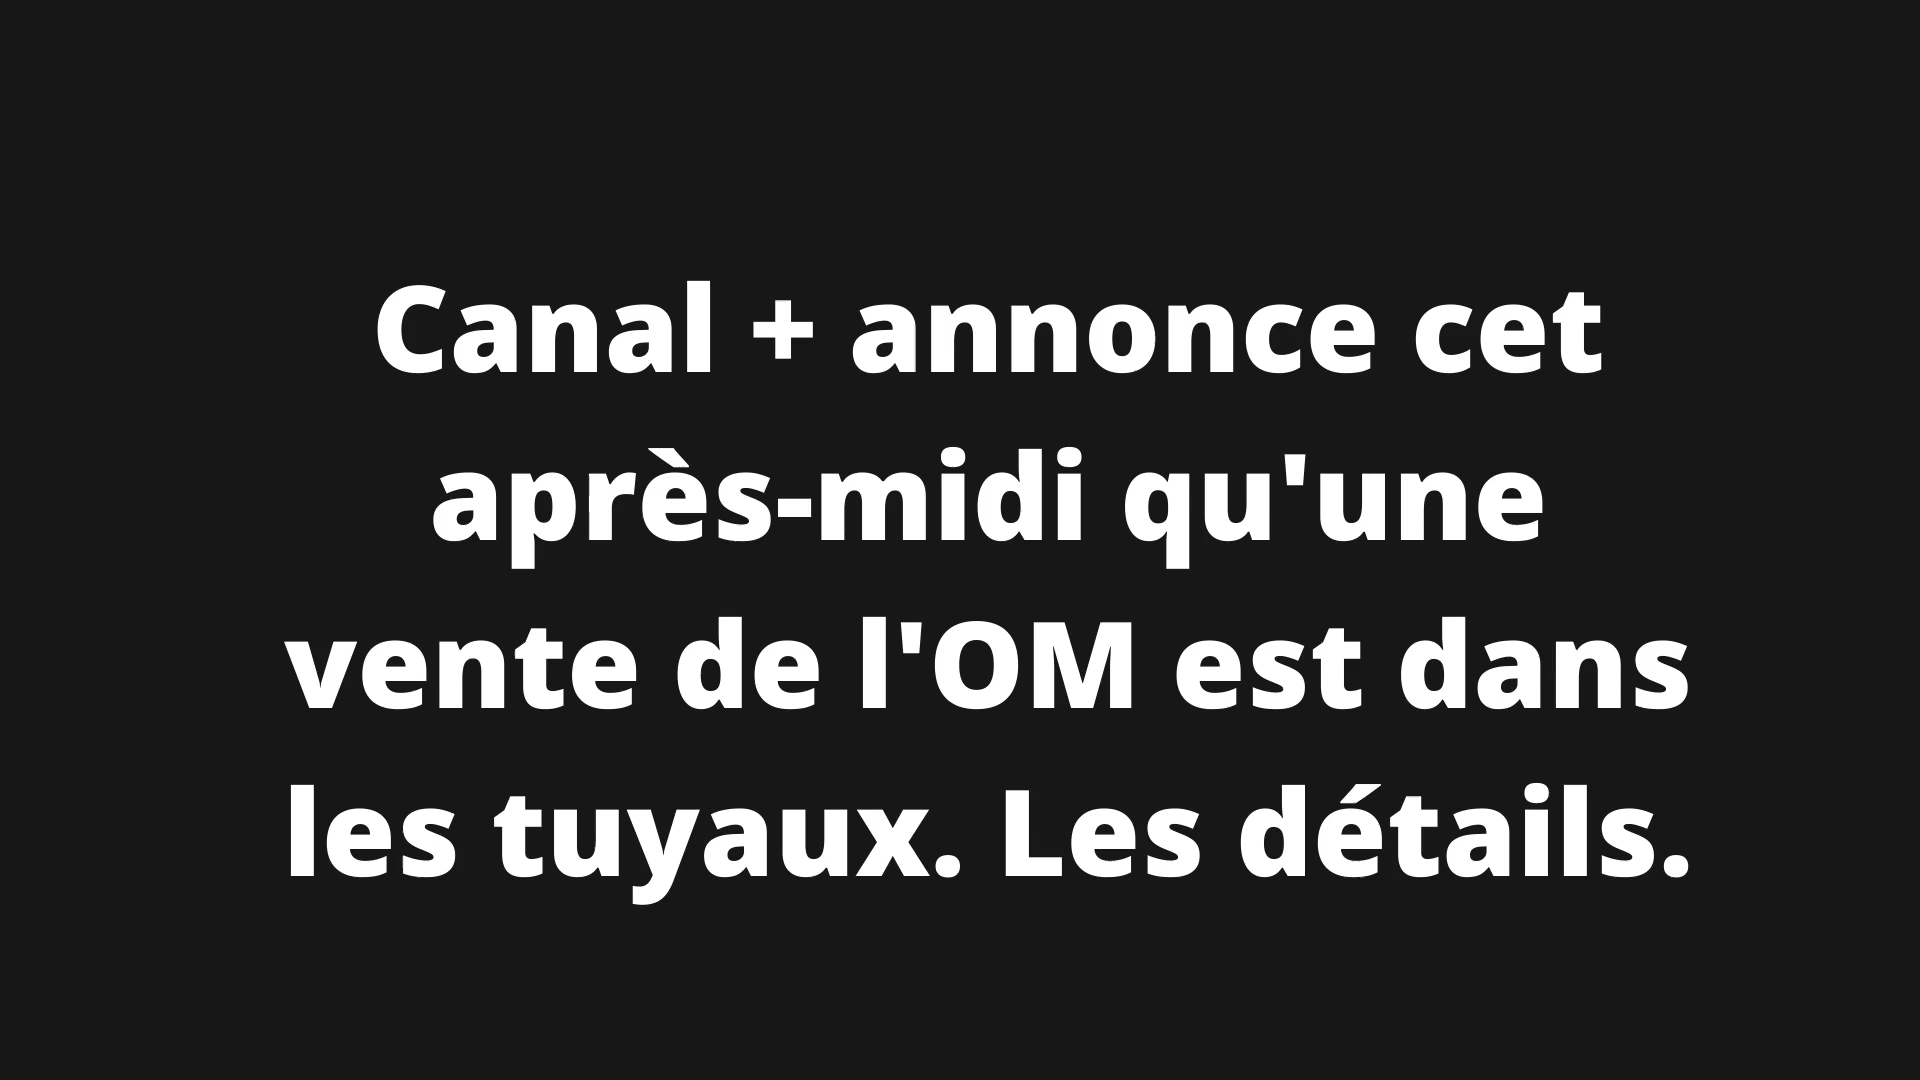 Canal + annonce cet
après-midi qu'une
vente de l'OM est dans
les tuyaux. Les détails.